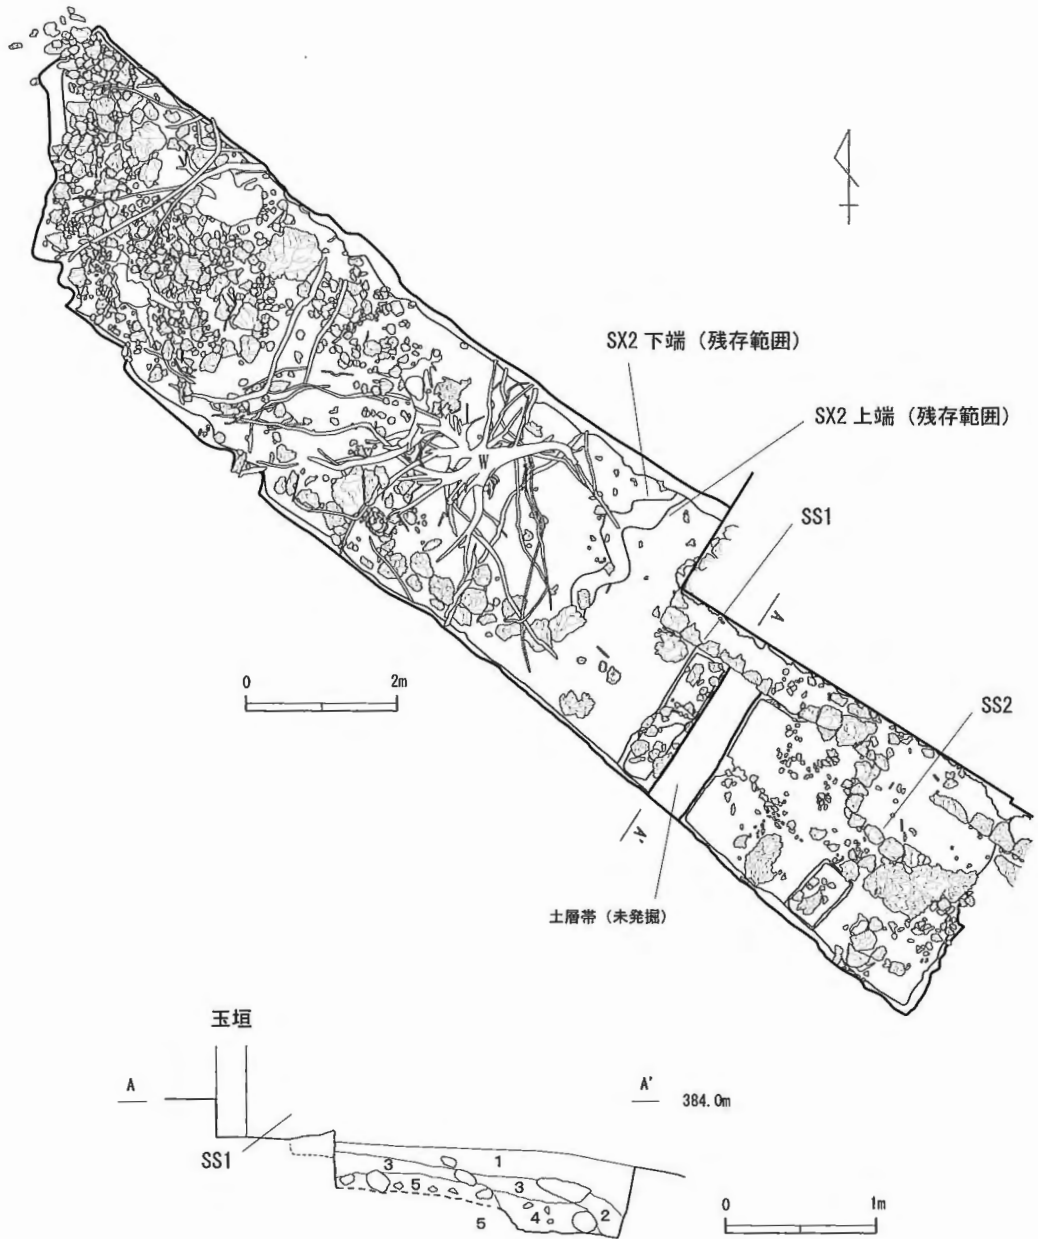 SX2 下端（残存範囲）
SX2 上端（残存範囲）
W
SS1
A
0 2m
SS2
A'
土層帯（未発掘）
玉垣
A A' 384.0m
SS1
1
3
5 3
4 2
5
0 1m